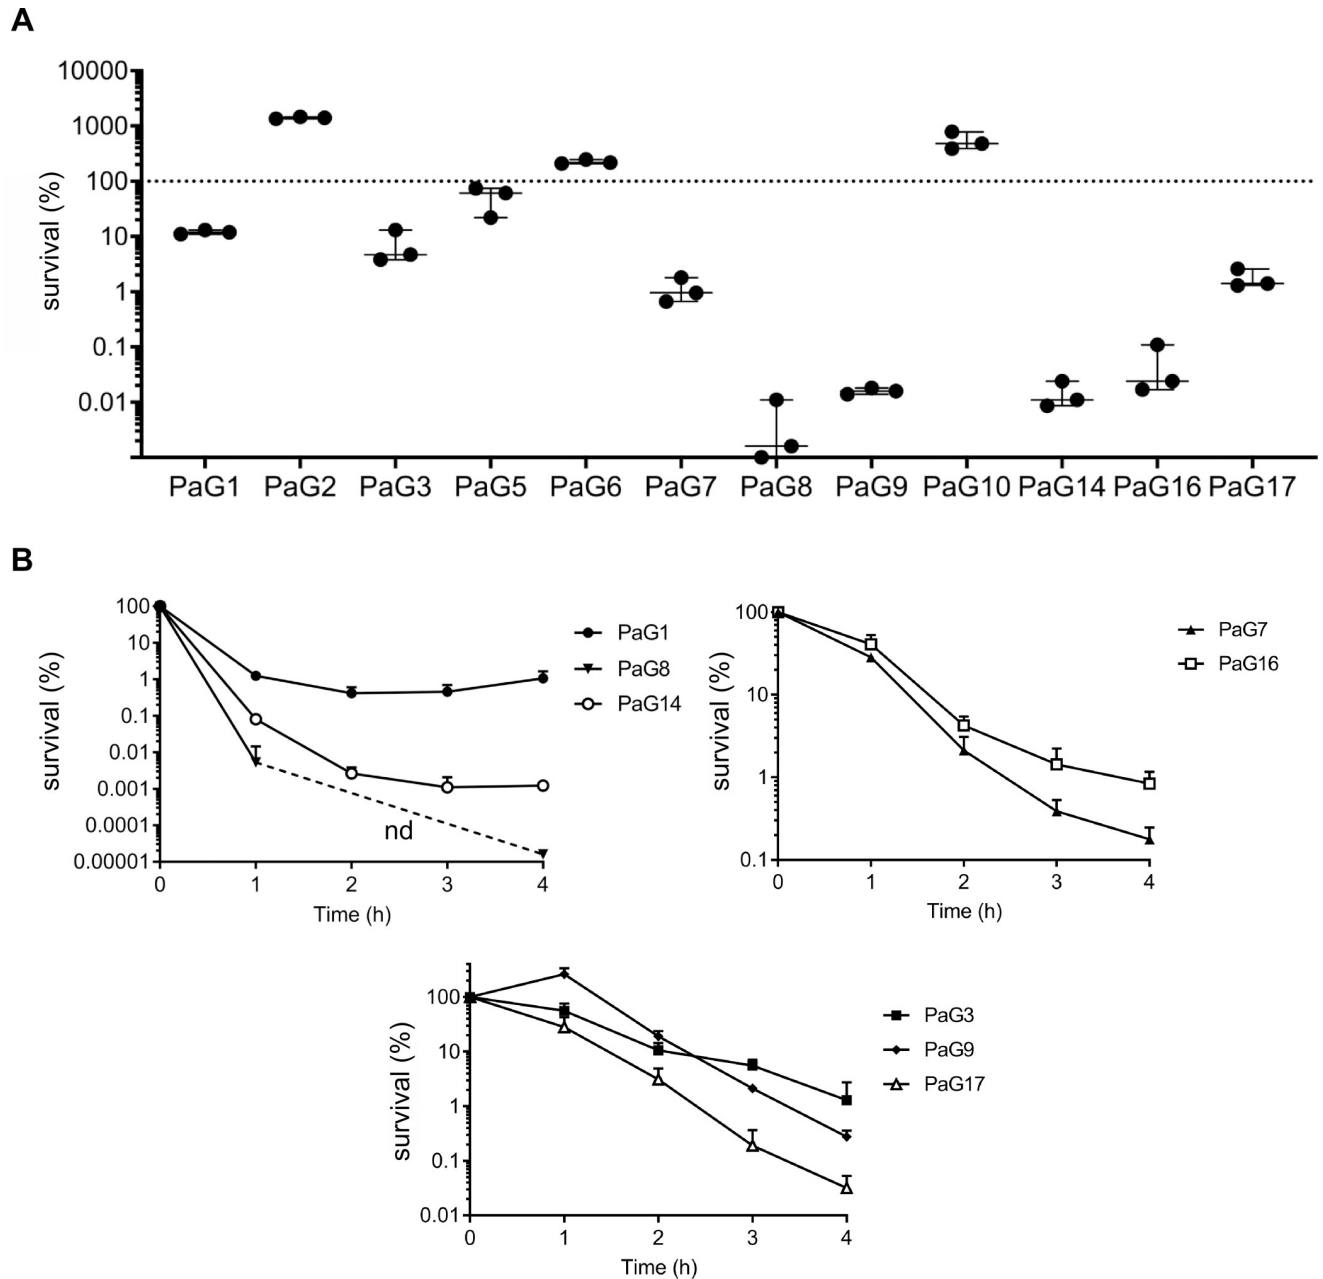 A
10000
1000
100
10
1
0.1
0.01
survival (%)
PaG1 PaG2 PaG3 PaG5 PaG6 PaG7 PaG8 PaG9 PaG10 PaG14 PaG16 PaG17
B
100
10
1
0.1
0.01
0.001
0.0001
0.00001
survival (%)
nd
0 1 2 3 4
Time (h)
PaG1
PaG8
PaG14
100
10
1
0.1
survival (%)
0 1 2 3 4
Time (h)
PaG7
PaG16
100
10
1
0.1
0.01
survival (%)
0 1 2 3 4
Time (h)
PaG3
PaG9
PaG17